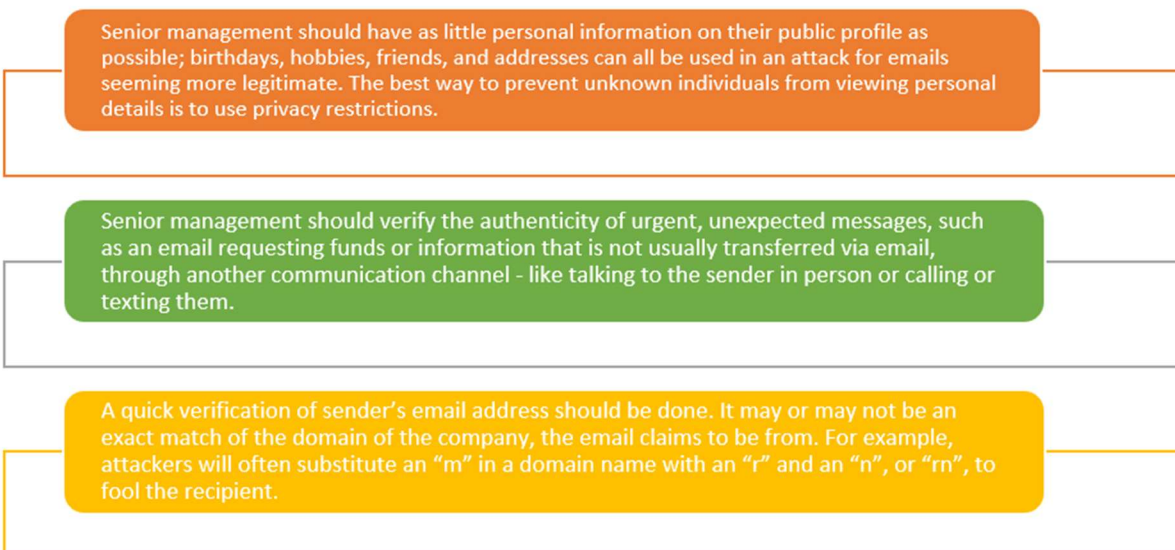 Senior management should have as little personal information on their public profile as
possible; birthdays, hobbies, friends, and addresses can all be used in an attack for emails
seeming more legitimate. The best way to prevent unknown individuals from viewing personal
details is to use privacy restrictions.
Senior management should verify the authenticity of urgent, unexpected messages, such
as an email requesting funds or information that is not usually transferred via email,
through another communication channel - like talking to the sender in person or calling or
texting them.
A quick verification of sender’s email address should be done. It may or may not be an
exact match of the domain of the company, the email claims to be from. For example,
attackers will often substitute an “m” in a domain name with an “r” and an “n”, or “rn”, to
fool the recipient.